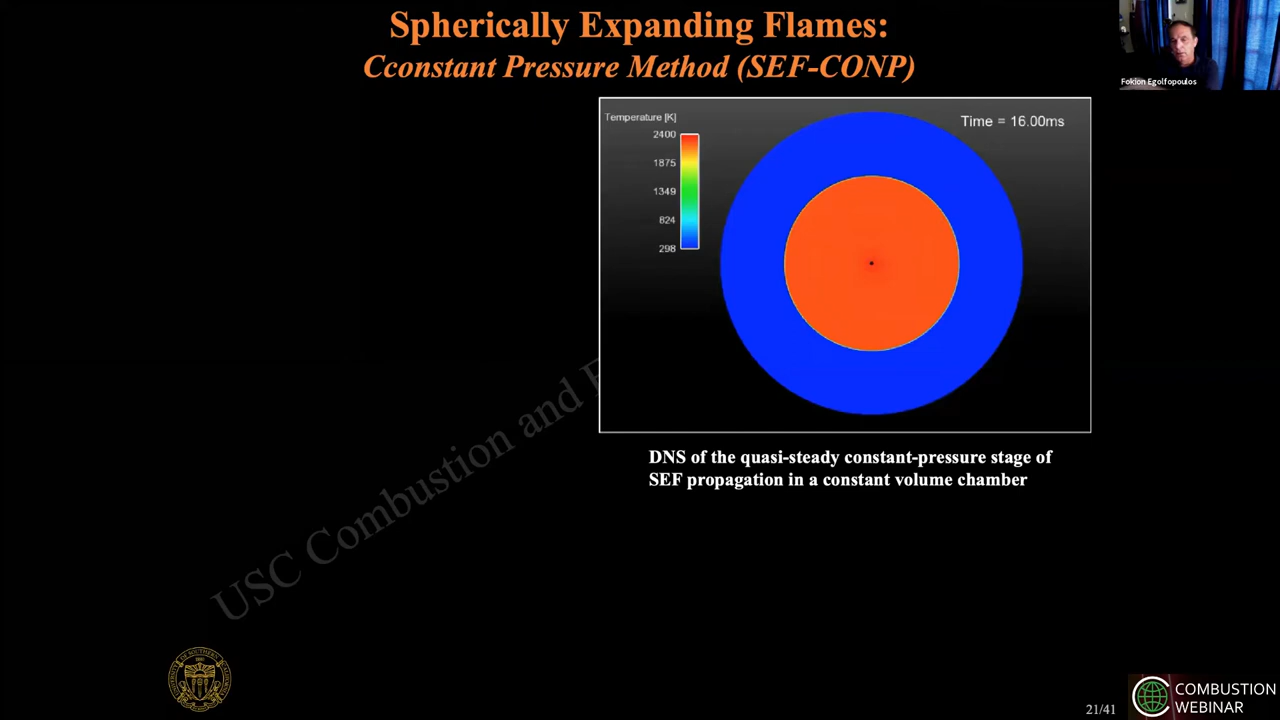 Spherically Expanding Flames:
Cconstant Pressure Method (SEF-CONP)
Fokion Egolfopoulos
Temperature [K]
2400
1875
1349
824
298
Time = 16.00ms
DNS of the quasi-steady constant-pressure stage of
SEF propagation in a constant volume chamber
USC Combustion and
21/41
COMBUSTION
WEBINAR